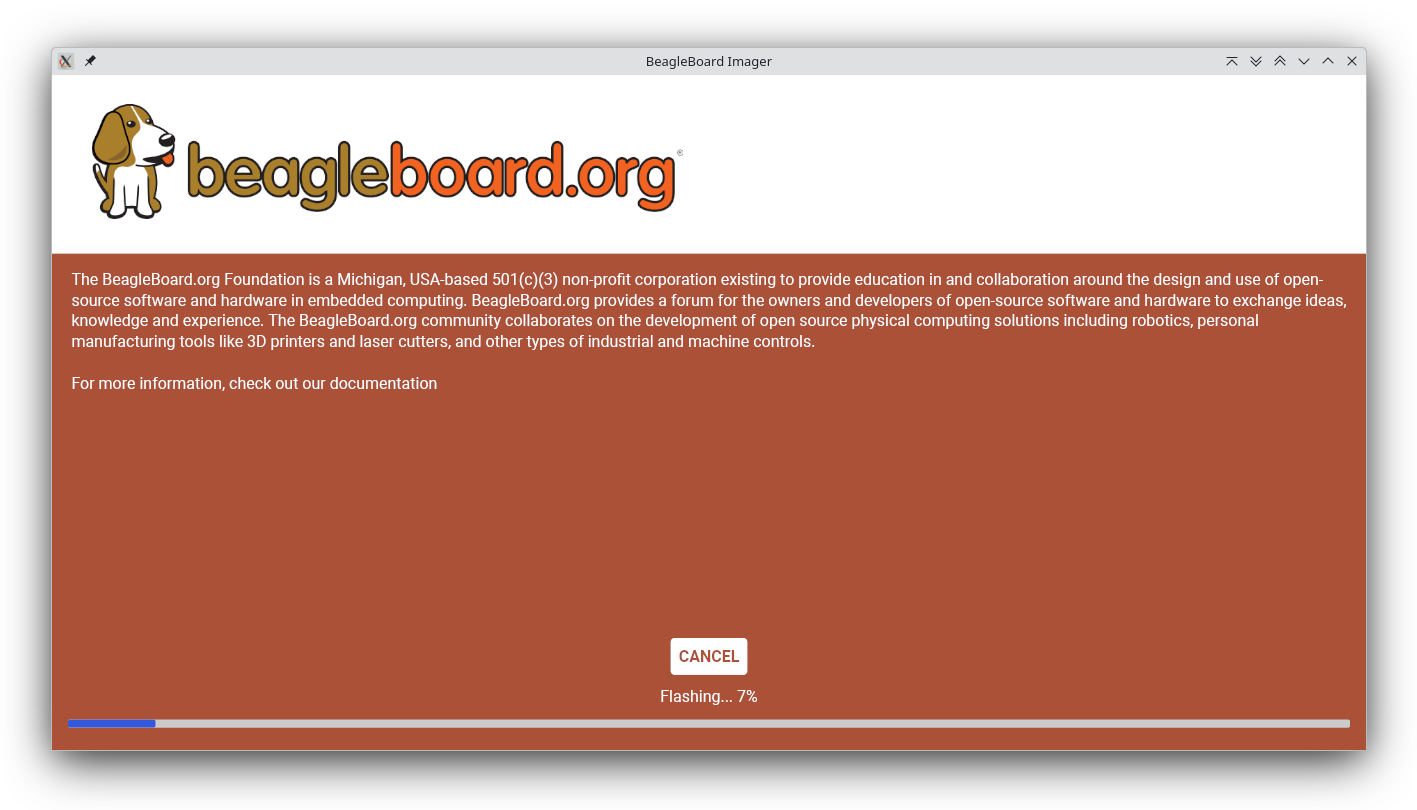 BeagleBoard Imager
beagleboard.org®
The BeagleBoard.org Foundation is a Michigan, USA-based 501(c)(3) non-profit corporation existing to provide education in and collaboration around the design and use of open-
source software and hardware in embedded computing. BeagleBoard.org provides a forum for the owners and developers of open-source software and hardware to exchange ideas,
knowledge and experience. The BeagleBoard.org community collaborates on the development of open source physical computing solutions including robotics, personal
manufacturing tools like 3D printers and laser cutters, and other types of industrial and machine controls.
For more information, check out our documentation
CANCEL
Flashing... 7%